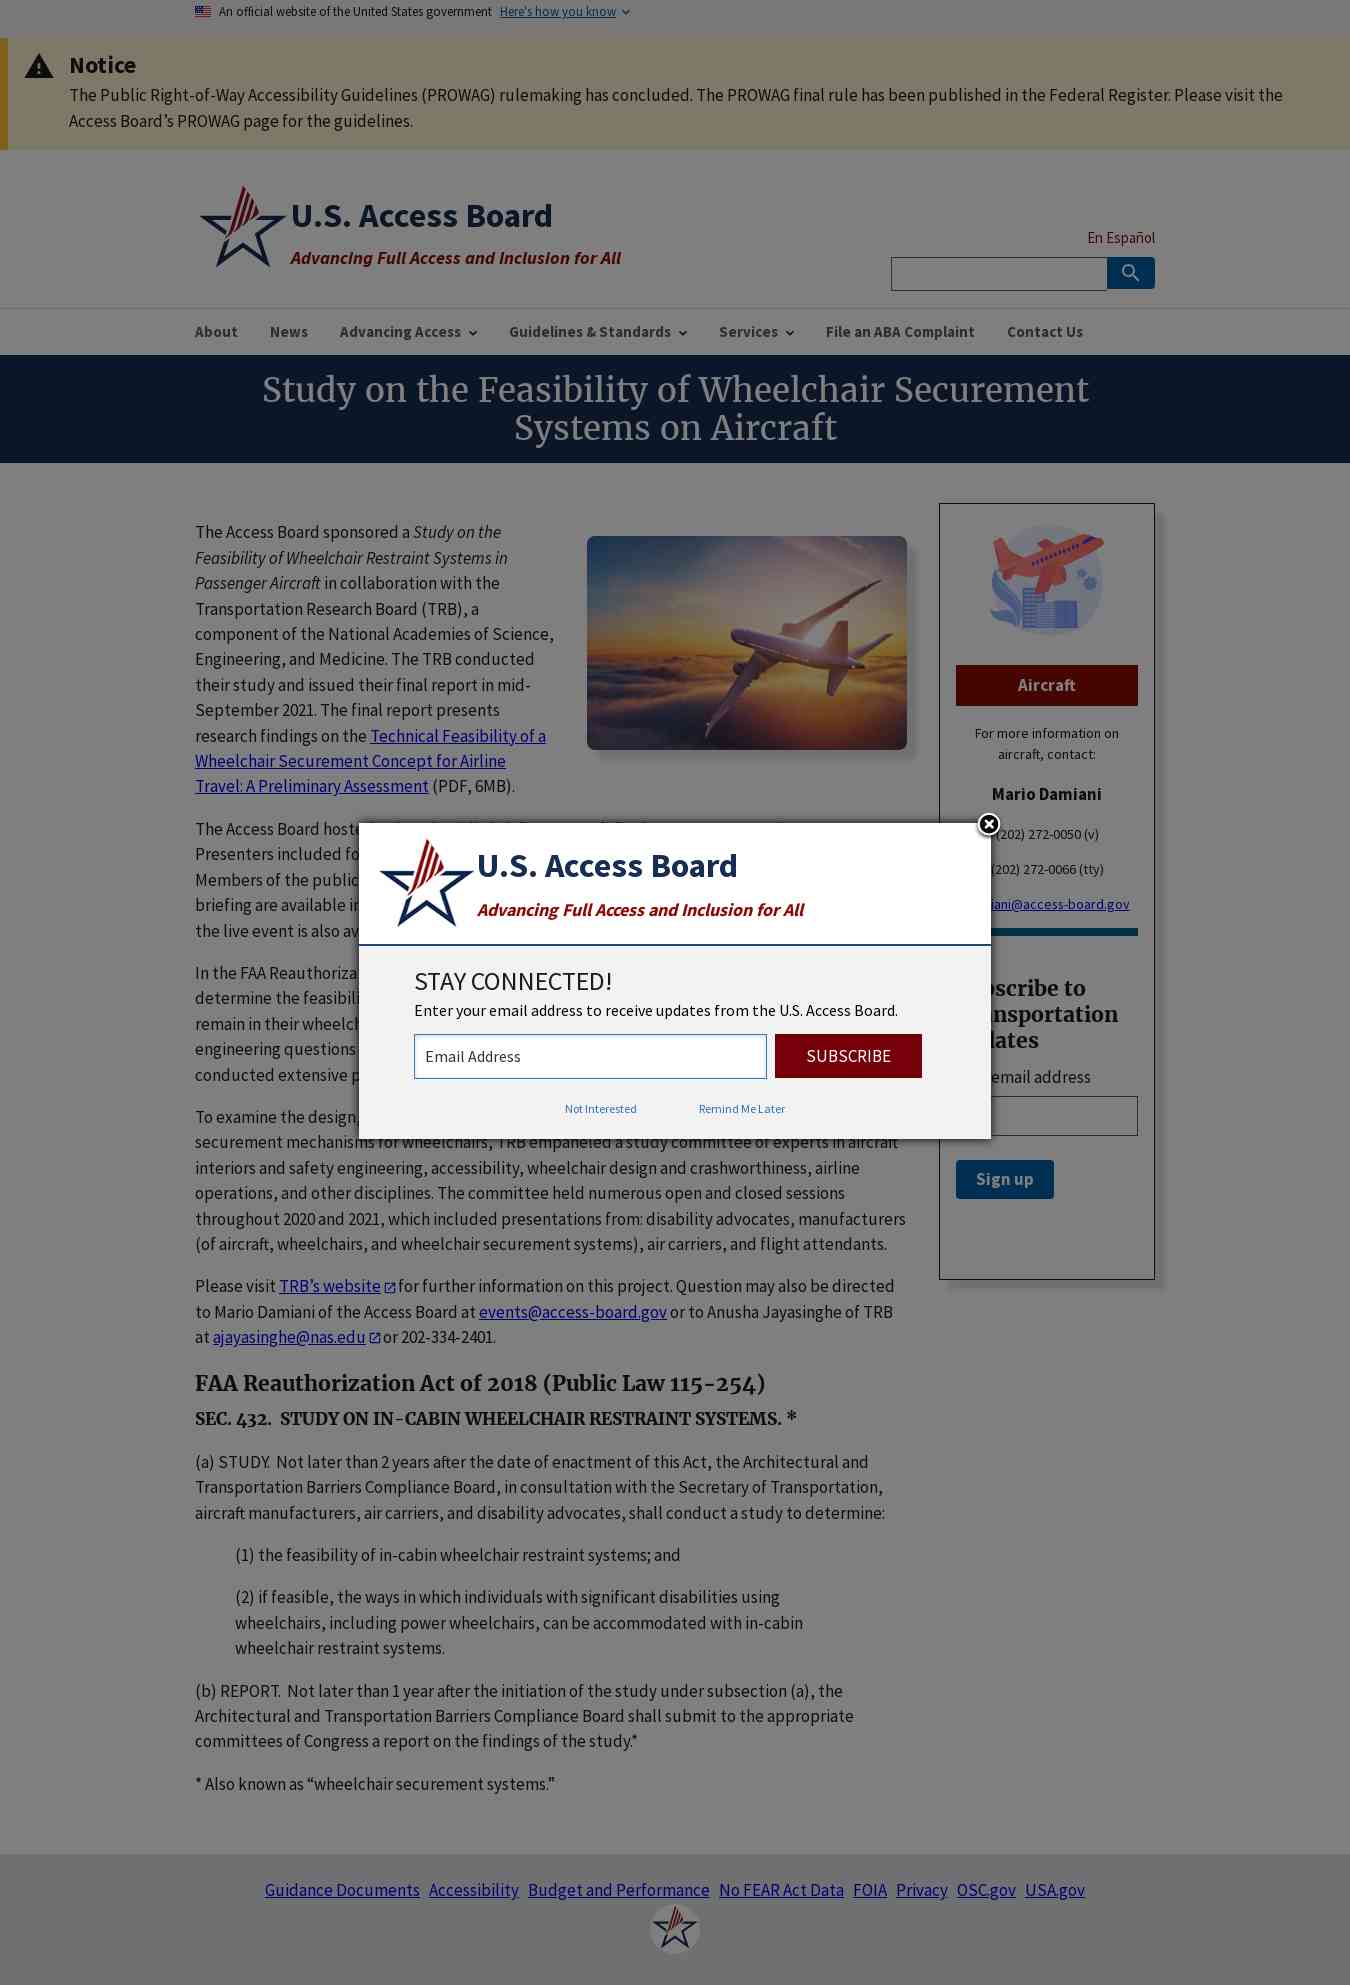 An official website of the United States government Here's how you know
Notice
The Public Right-of-Way Accessibility Guidelines (PROWAG) rulemaking has concluded. The PROWAG final rule has been published in the Federal Register. Please visit the
Access Board’s PROWAG page for the guidelines.
U.S. Access Board
Advancing Full Access and Inclusion for All
En Español
About News Advancing Access Guidelines & Standards Services File an ABA Complaint Contact Us
Study on the Feasibility of Wheelchair Securement
Systems on Aircraft
The Access Board sponsored a Study on the
Feasibility of Wheelchair Restraint Systems in
Passenger Aircraft in collaboration with the
Transportation Research Board (TRB), a
component of the National Academies of Science,
Engineering, and Medicine. The TRB conducted
their study and issued their final report in mid-
September 2021. The final report presents
research findings on the Technical Feasibility of a
Wheelchair Securement Concept for Airline
Travel: A Preliminary Assessment (PDF, 6MB).
The Access Board hoste
Presenters included fo
Members of the public
briefing are available i
the live event is also av
In the FAA Reauthoriza
determine the feasibili
remain in their wheelch
engineering questions
conducted extensive p
To examine the design,
securement mechanisms for wheelchairs, TRB empaneled a study committee of experts in aircraft
interiors and safety engineering, accessibility, wheelchair design and crashworthiness, airline
operations, and other disciplines. The committee held numerous open and closed sessions
throughout 2020 and 2021, which included presentations from: disability advocates, manufacturers
(of aircraft, wheelchairs, and wheelchair securement systems), air carriers, and flight attendants.
Please visit TRB’s website for further information on this project. Question may also be directed
to Mario Damiani of the Access Board at events@access-board.gov or to Anusha Jayasinghe of TRB
at ajayasinghe@nas.edu or 202-334-2401.
FAA Reauthorization Act of 2018 (Public Law 115-254)
SEC. 432. STUDY ON IN-CABIN WHEELCHAIR RESTRAINT SYSTEMS. *
(a) STUDY. Not later than 2 years after the date of enactment of this Act, the Architectural and
Transportation Barriers Compliance Board, in consultation with the Secretary of Transportation,
aircraft manufacturers, air carriers, and disability advocates, shall conduct a study to determine:
(1) the feasibility of in-cabin wheelchair restraint systems; and
(2) if feasible, the ways in which individuals with significant disabilities using
wheelchairs, including power wheelchairs, can be accommodated with in-cabin
wheelchair restraint systems.
(b) REPORT. Not later than 1 year after the initiation of the study under subsection (a), the
Architectural and Transportation Barriers Compliance Board shall submit to the appropriate
committees of Congress a report on the findings of the study.*
* Also known as “wheelchair securement systems.”
Aircraft
For more information on
aircraft, contact:
Mario Damiani
(202) 272-0050 (v)
(202) 272-0066 (tty)
iani@access-board.gov
scribe to
nsportation
lates
email address
Sign up
U.S. Access Board
Advancing Full Access and Inclusion for All
STAY CONNECTED!
Enter your email address to receive updates from the U.S. Access Board.
Email Address SUBSCRIBE
Not Interested Remind Me Later
Guidance Documents Accessibility Budget and Performance No FEAR Act Data FOIA Privacy OSC.gov USA.gov